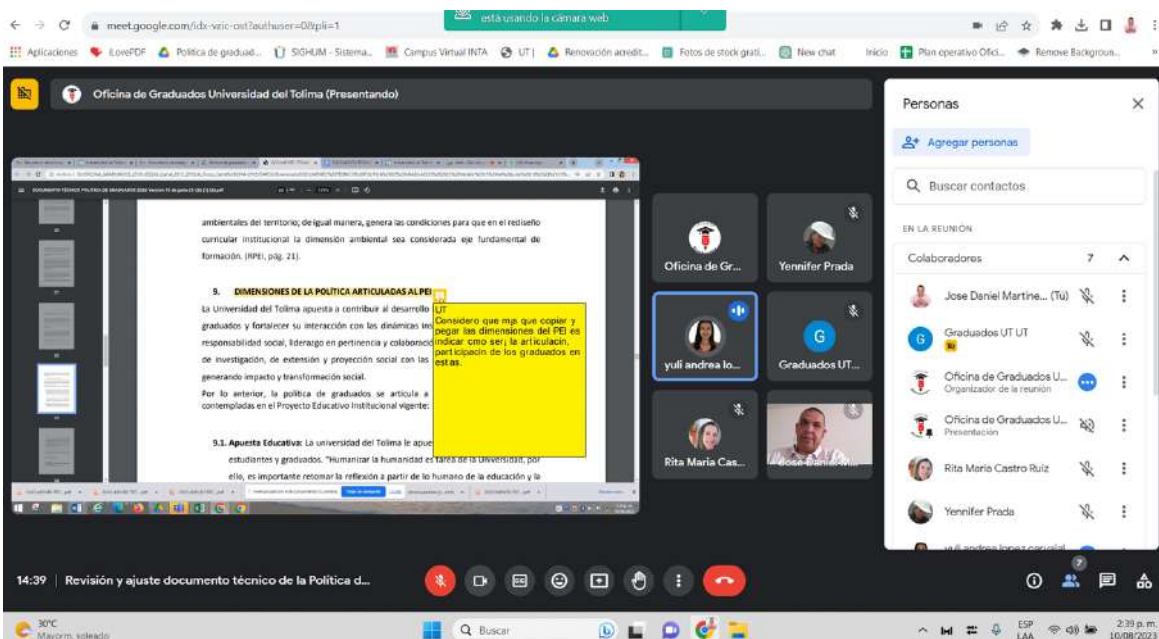 meet.google.com/idx-vzic-ost?authuser=0&pli=1
está usando la cámara web
Aplicaciones
iLovePDF
Política de graduad...
SIGHUM - Sistema...
Campus Virtual INTA
UT |
Renovación acredit...
Fotos de stock grati...
New chat
Inicio
Plan operativo Ofici...
Remove Backgroun...
Oficina de Graduados Universidad del Tolima (Presentando)
ambientales del territorio; de igual manera, genera las condiciones para que en el rediseño
curricular institucional la dimensión ambiental sea considerada eje fundamental de
formación. (RPEI, pág. 21).
9. DIMENSIONES DE LA POLÍTICA ARTICULADAS AL PEI
La Universidad del Tolima apuesta a contribuir al desarrollo
graduados y fortalecer su interacción con las dinámicas ins
responsabilidad social, liderazgo en pertinencia y colaboració
de investigación, de extensión y proyección social con las
generando impacto y transformación social.
Por lo anterior, la política de graduados se articula a
contempladas en el Proyecto Educativo Institucional vigente:
9.1. Apuesta Educativa: La universidad del Tolima le apue
estudiantes y graduados. "Humanizar la humanidad es tarea de la Universidad, por
ello, es importante retomar la reflexión a partir de lo humano de la educación y la
UT
Considero que m¡s que copiar y
pegar las dimensiones del PEI es
indicar cmo ser¡ la articulacin,
participacin de los graduados en
estas.
Oficina de Gr...
Yennifer Prada
yuli andrea lo...
G
Graduados UT...
Rita Maria Cas...
Jose Daniel M...
Personas
Agregar personas
Buscar contactos
EN LA REUNIÓN
Colaboradores 7
Jose Daniel Martine... (Tú)
G
Graduados UT UT
Oficina de Graduados U...
Organizador de la reunión
Oficina de Graduados U...
Presentación
Rita Maria Castro Ruiz
Yennifer Prada
yuli andrea lopez carvajal
14:39 | Revisión y ajuste documento técnico de la Política d...
7
30°C
Mayorm. soleado
Buscar
ESP
LAA
2:39 p. m.
10/08/2023